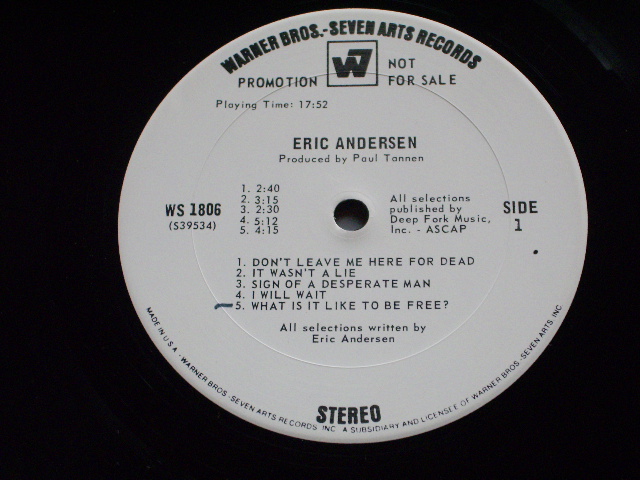 WARNER BROS.-SEVEN ARTS RECORDS
W7
PROMOTION NOT
FOR SALE
Playing Time: 17:52
ERIC ANDERSEN
Produced by Paul Tannen
WS 1806
(S39534)
1. 2:40
2. 3:15
3. 2:30
4. 5:12
5. 4:15
All selections
published by
Deep Fork Music,
Inc. - ASCAP
SIDE
1
1. DON'T LEAVE ME HERE FOR DEAD
2. IT WASN'T A LIE
3. SIGN OF A DESPERATE MAN
4. I WILL WAIT
5. WHAT IS IT LIKE TO BE FREE?
All selections written by
Eric Andersen
STEREO
MADE IN U.S.A. - WARNER BROS.-SEVEN ARTS RECORDS INC. A SUBSIDIARY AND LICENSEE OF WARNER BROS.-SEVEN ARTS INC.